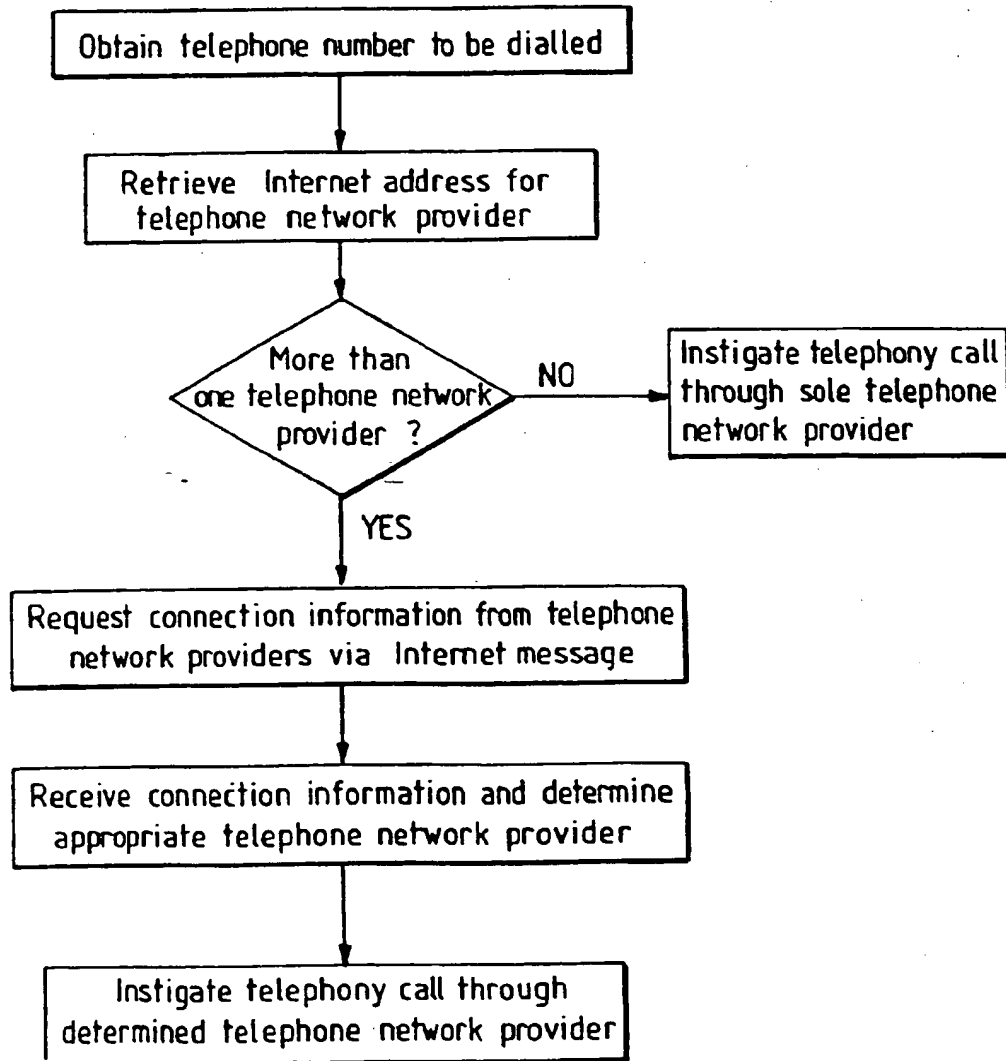 Obtain telephone number to be dialled
Retrieve Internet address for
telephone network provider
More than
one telephone network
provider ?
NO
Instigate telephony call
through sole telephone
network provider
YES
Request connection information from telephone
network providers via Internet message
Receive connection information and determine
appropriate telephone network provider
Instigate telephony call through
determined telephone network provider